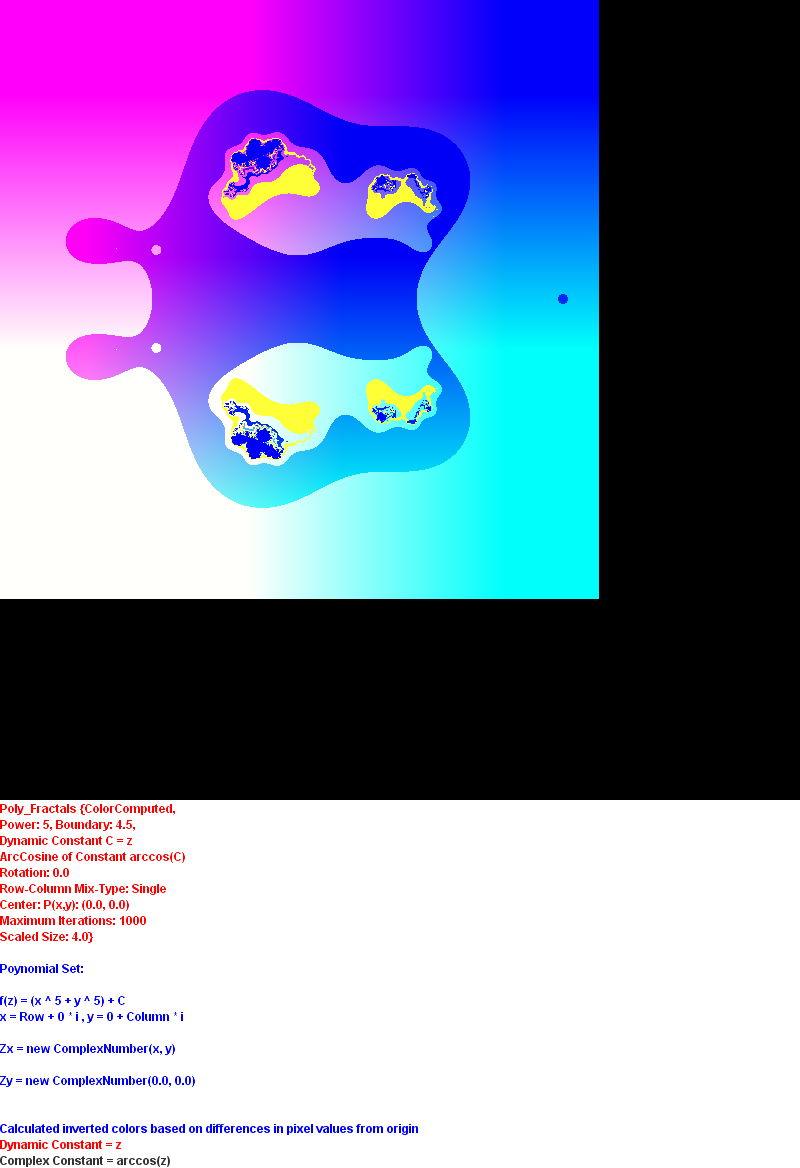 Poly_Fractals {ColorComputed,
Power: 5, Boundary: 4.5,
Dynamic Constant C = z
ArcCosine of Constant arccos(C)
Rotation: 0.0
Row-Column Mix-Type: Single
Center: P(x,y): (0.0, 0.0)
Maximum Iterations: 1000
Scaled Size: 4.0}
Poynomial Set:
f(z) = (x ^ 5 + y ^ 5) + C
x = Row + 0 * i , y = 0 + Column * i
Zx = new ComplexNumber(x, y)
Zy = new ComplexNumber(0.0, 0.0)
Calculated inverted colors based on differences in pixel values from origin
Dynamic Constant = z
Complex Constant = arccos(z)